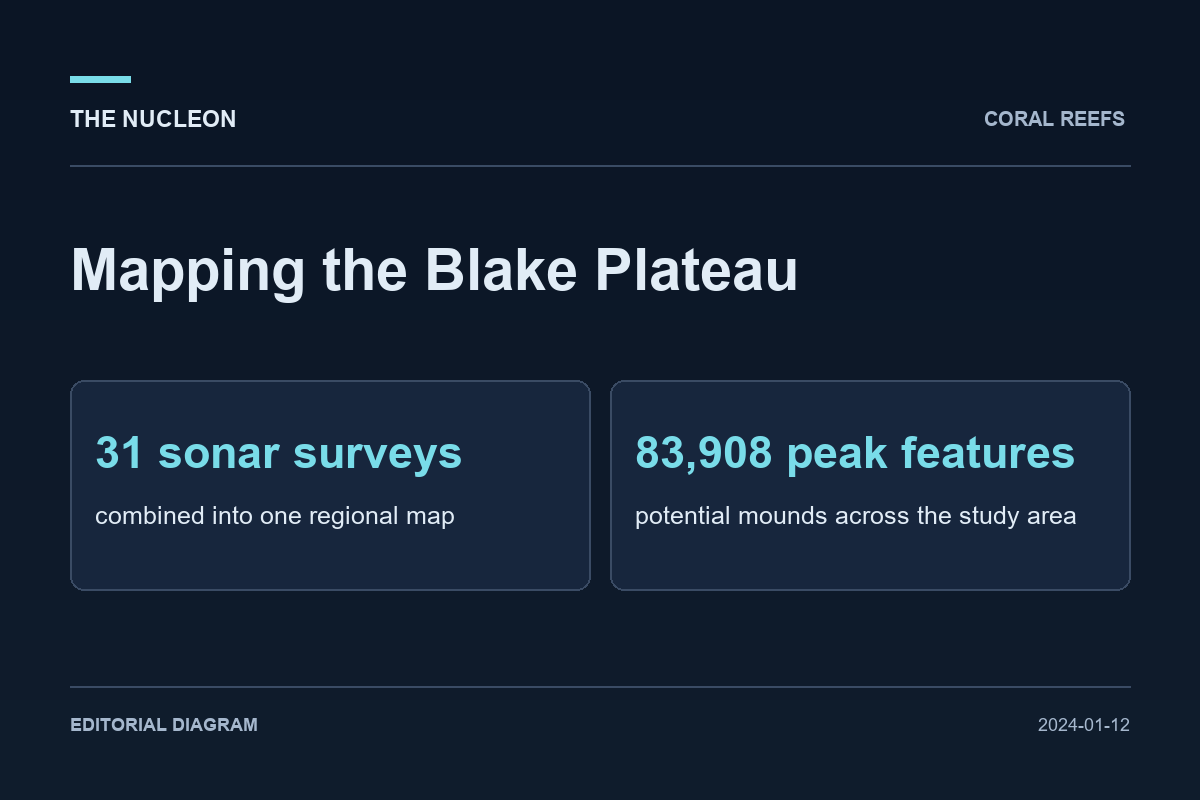 THE NUCLEON
CORAL REEFS
Mapping the Blake Plateau
31 sonar surveys
combined into one regional map
83,908 peak features
potential mounds across the study area
EDITORIAL DIAGRAM
2024-01-12